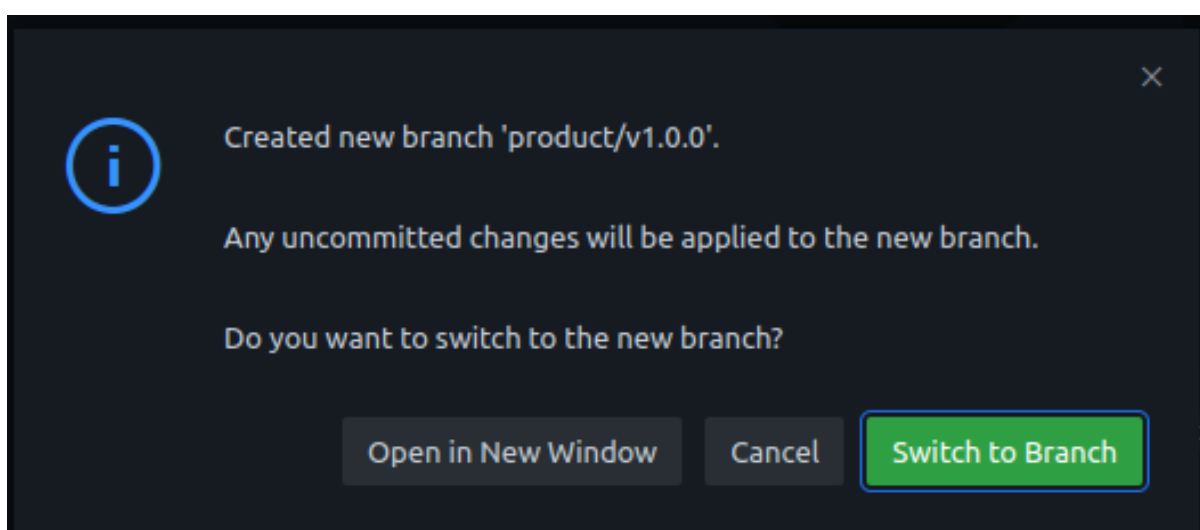 Created new branch 'product/v1.0.0'.
Any uncommitted changes will be applied to the new branch.
Do you want to switch to the new branch?
Open in New Window
Cancel
Switch to Branch